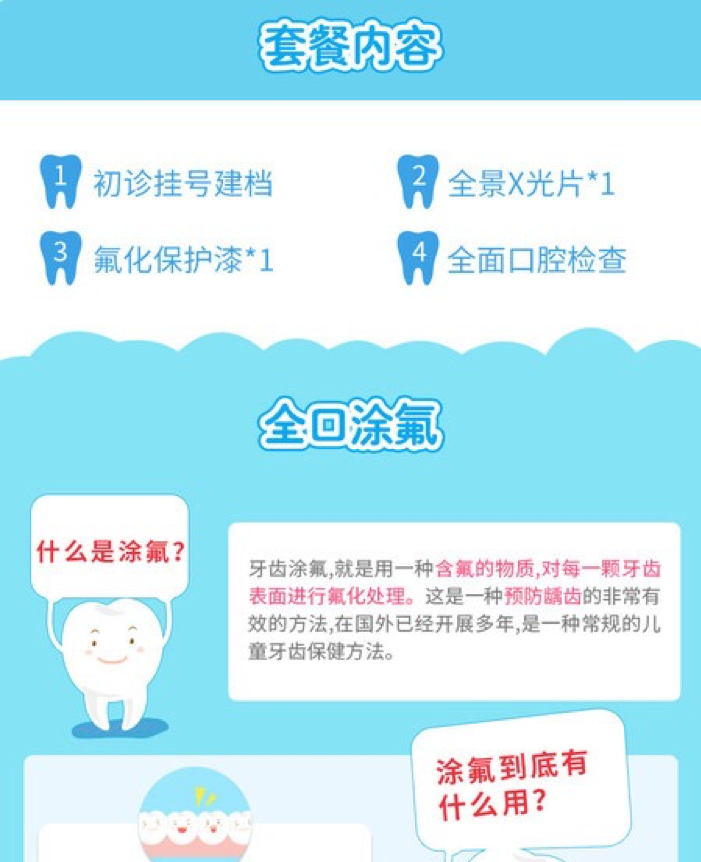 套餐内容
1 初诊挂号建档
2 全景X光片*1
3 氟化保护漆*1
4 全面口腔检查
全口涂氟
什么是涂氟?
牙齿涂氟,就是用一种含氟的物质,对每一颗牙齿
表面进行氟化处理。这是一种预防龋齿的非常有
效的方法,在国外已经开展多年,是一种常规的儿
童牙齿保健方法。
涂氟到底有
什么用?